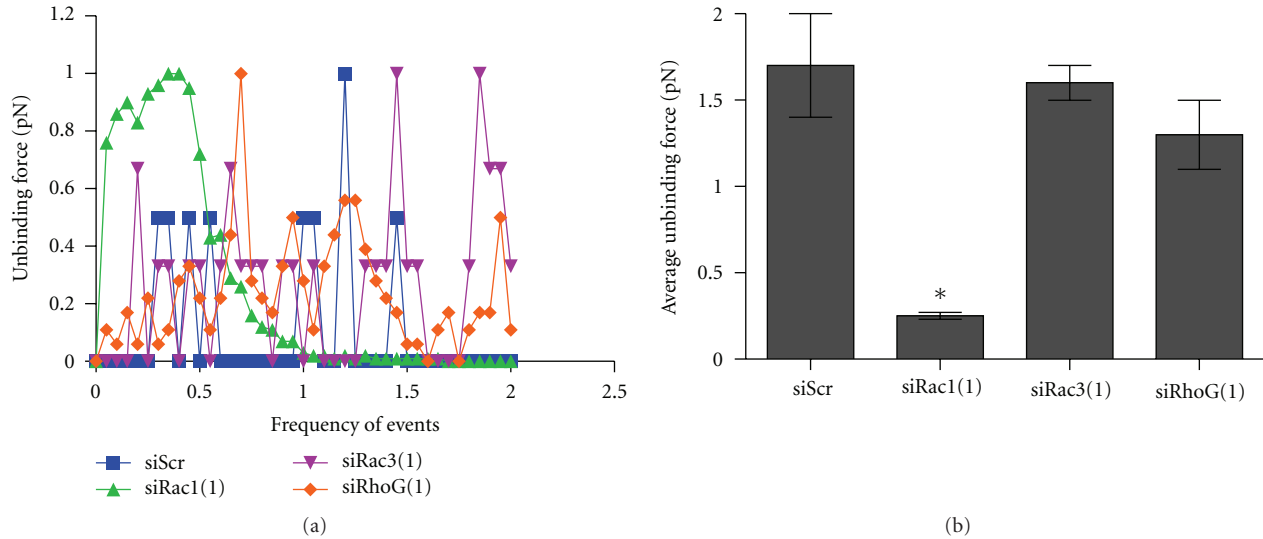 1.2
1
0.8
0.6
0.4
0.2
0
0 0.5 1 1.5 2 2.5
Unbinding force (pN)
Frequency of events
siScr
siRac1(1)
siRac3(1)
siRhoG(1)
(a)
2
1.5
1
0.5
0
Average unbinding force (pN)
*
siScr siRac1(1) siRac3(1) siRhoG(1)
(b)